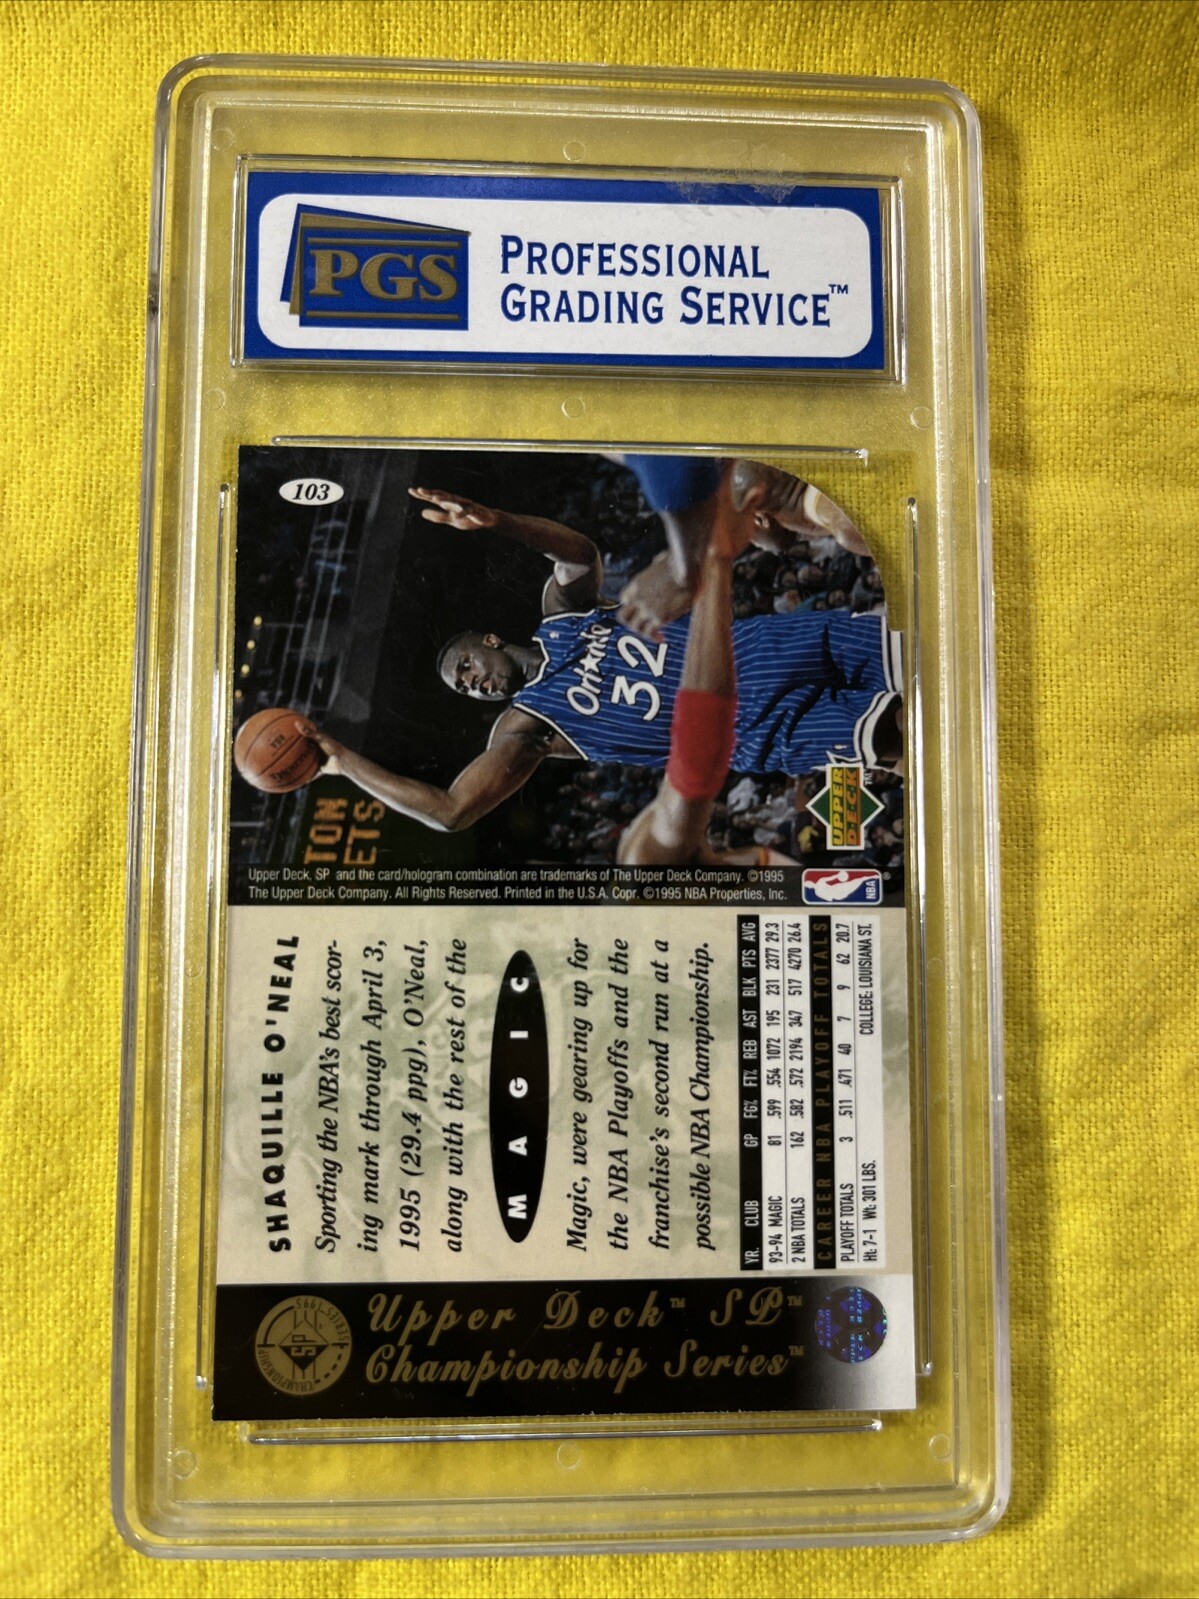 PGS
PROFESSIONAL
GRADING SERVICE™
103
Orlando
32
TON
ETS
UPPER
DECK™
Upper Deck, SP and the card/hologram combination are trademarks of The Upper Deck Company. ©1995
The Upper Deck Company. All Rights Reserved. Printed in the U.S.A. Copr. ©1995 NBA Properties, Inc.
NBA®
SHAQUILLE O'NEAL
Sporting the NBA's best scor-
ing mark through April 3,
1995 (29.4 ppg), O'Neal,
along with the rest of the
MAGIC
Magic, were gearing up for
the NBA Playoffs and the
franchise's second run at a
possible NBA Championship.
YR. CLUB GP FG% FT% REB AST BLK PTS AVG
93-94 MAGIC 81 .599 .554 1072 195 231 2377 29.3
2 NBA TOTALS 162 .582 .572 2194 347 517 4270 26.4
CAREER NBA PLAYOFF TOTALS
PLAYOFF TOTALS 3 .511 .471 40 7 9 62 20.7
Ht: 7-1 Wt: 301 LBS. COLLEGE: LOUISIANA ST.
CHAMPIONSHIP SERIES 1995
SP
Upper Deck™ SP™
Championship Series™